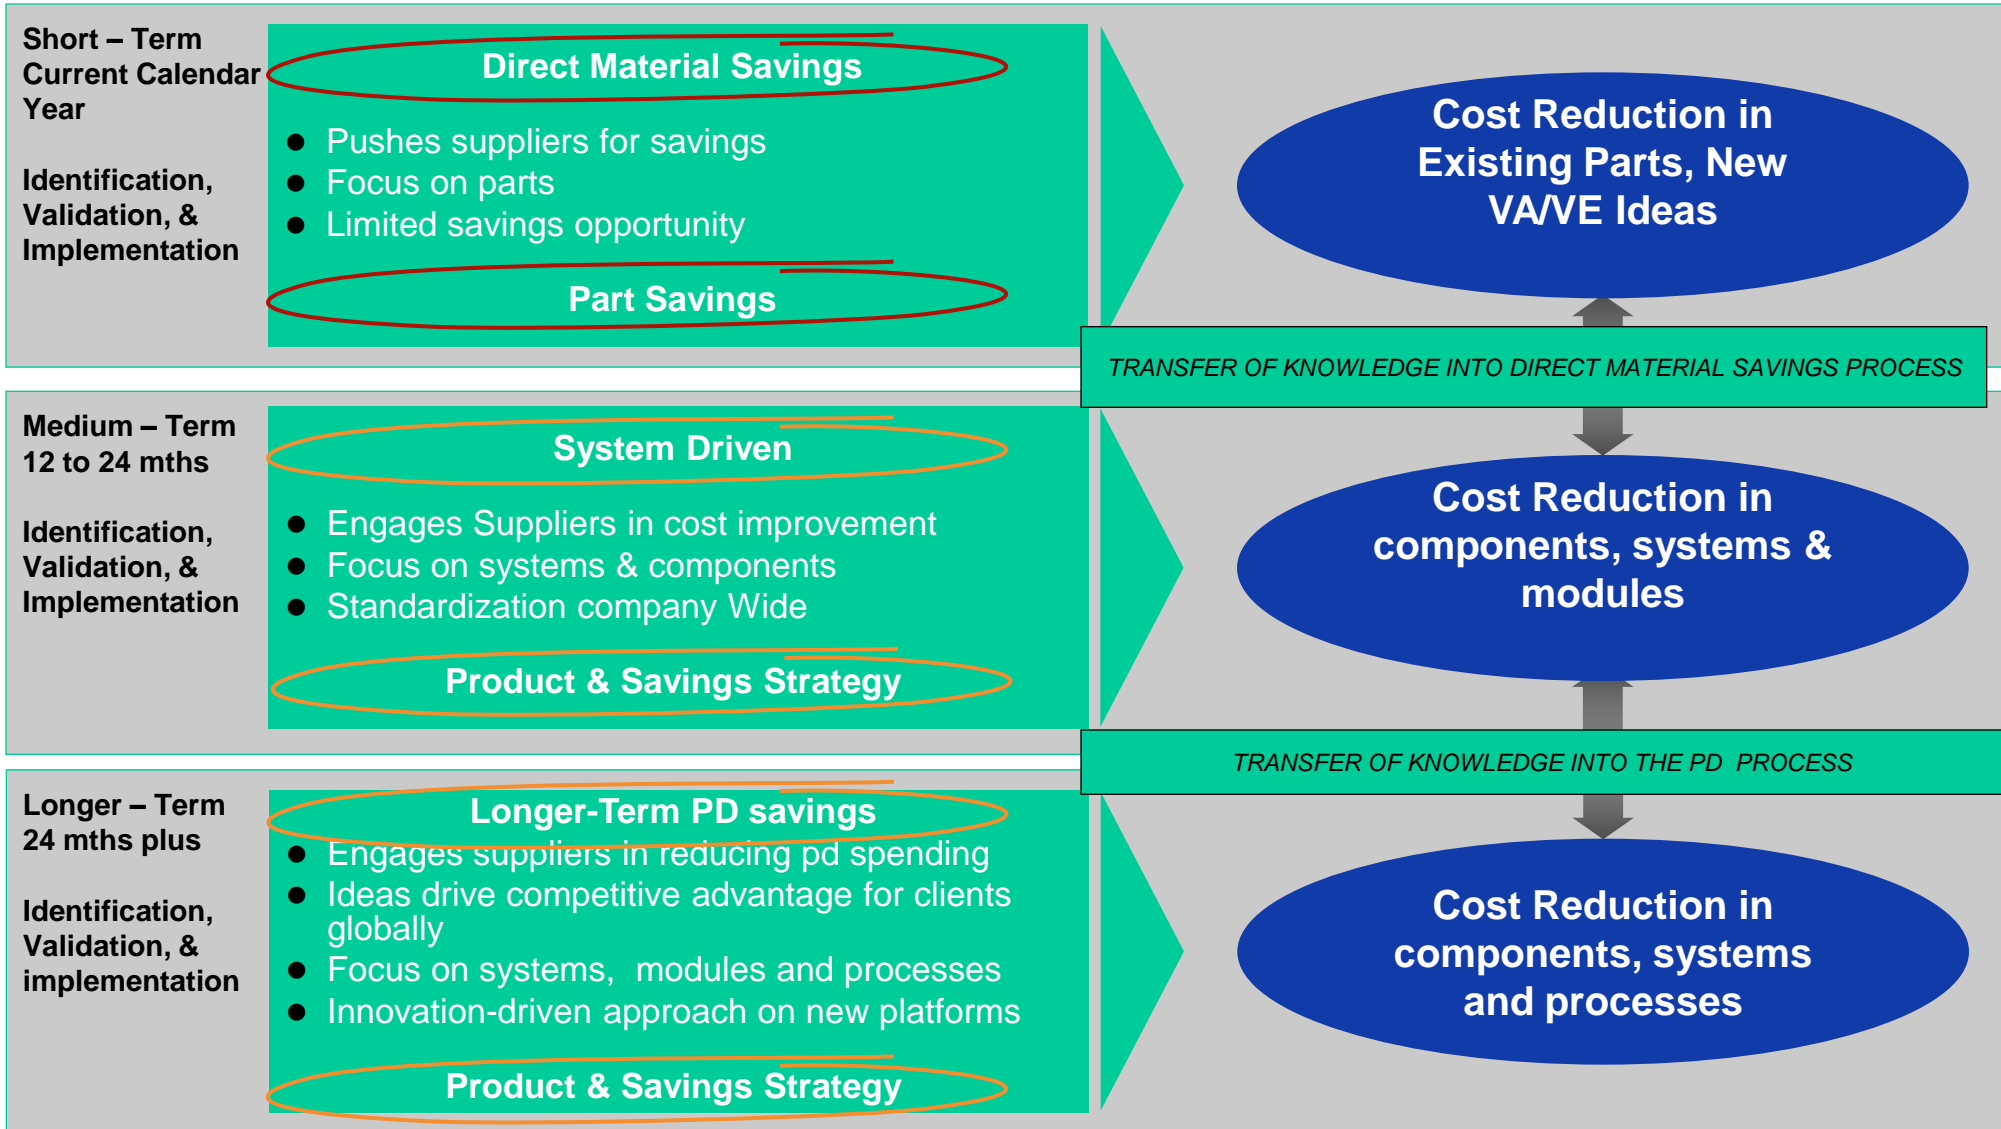 Short – Term
Current Calendar
Year
Identification,
Validation, &
Implementation
Direct Material Savings
● Pushes suppliers for savings
● Focus on parts
● Limited savings opportunity
Part Savings
Cost Reduction in
Existing Parts, New
VA/VE Ideas
TRANSFER OF KNOWLEDGE INTO DIRECT MATERIAL SAVINGS PROCESS
Medium – Term
12 to 24 mths
Identification,
Validation, &
Implementation
System Driven
● Engages Suppliers in cost improvement
● Focus on systems & components
● Standardization company Wide
Product & Savings Strategy
Cost Reduction in
components, systems &
modules
TRANSFER OF KNOWLEDGE INTO THE PD PROCESS
Longer – Term
24 mths plus
Identification,
Validation, &
implementation
Longer-Term PD savings
● Engages suppliers in reducing pd spending
● Ideas drive competitive advantage for clients
globally
● Focus on systems, modules and processes
● Innovation-driven approach on new platforms
Product & Savings Strategy
Cost Reduction in
components, systems
and processes